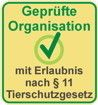 Geprüfte
Organisation
mit Erlaubnis
nach § 11
Tierschutzgesetz